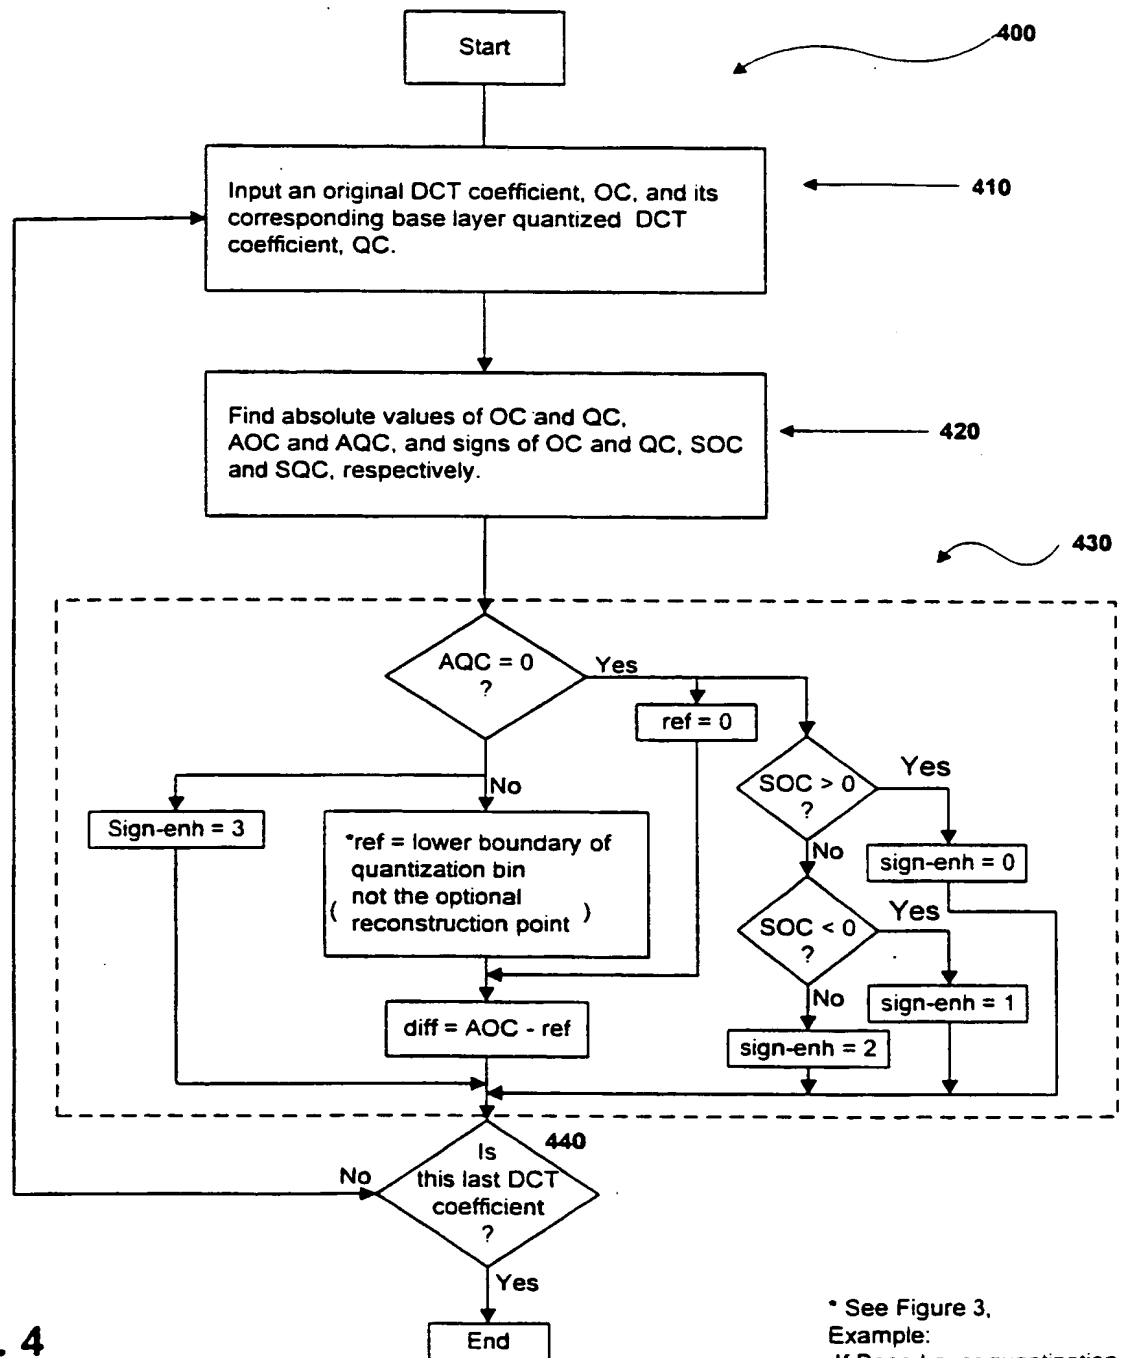 Start
400
Input an original DCT coefficient, OC, and its
corresponding base layer quantized DCT
coefficient, QC.
410
Find absolute values of OC and QC,
AOC and AQC, and signs of OC and QC, SOC
and SQC, respectively.
420
430
AQC = 0
?
Yes
ref = 0
SOC > 0
?
Yes
No
Sign-enh = 3
*ref = lower boundary of
quantization bin
( not the optional
reconstruction point )
No
sign-enh = 0
SOC < 0
?
Yes
No
sign-enh = 1
diff = AOC - ref
sign-enh = 2
440
Is
this last DCT
coefficient
?
No
Yes
End
. 4
* See Figure 3,
Example: